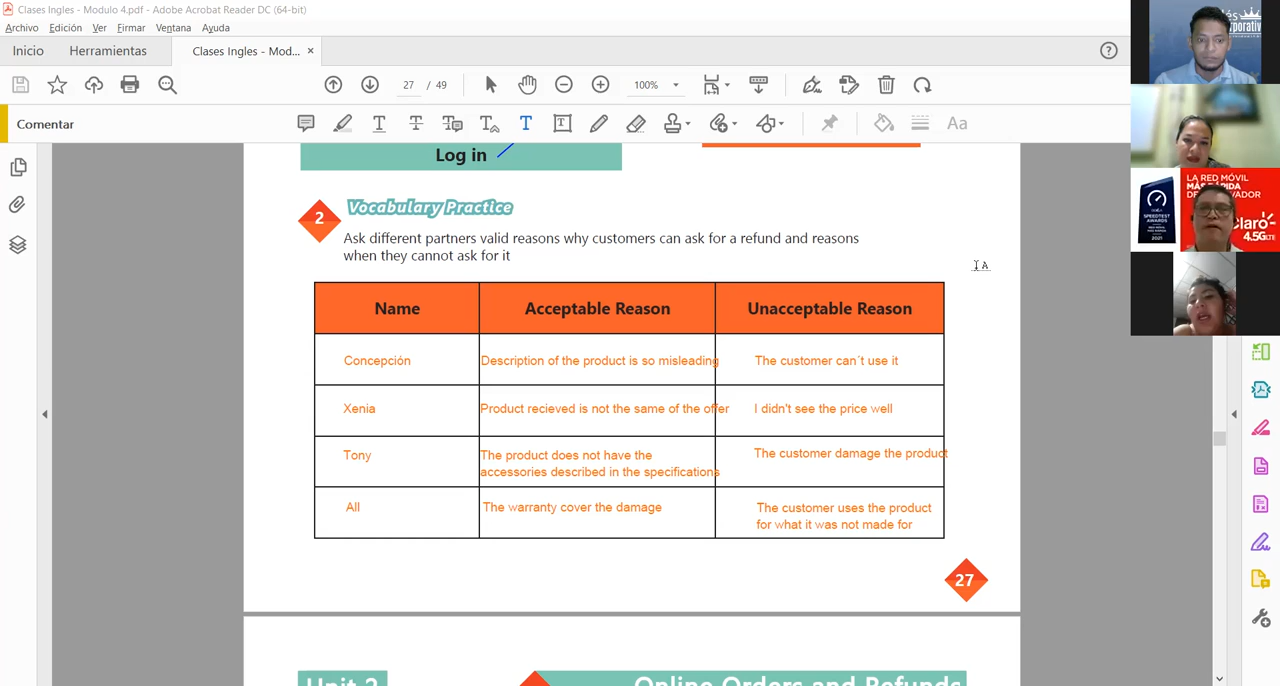 Clases Ingles - Modulo 4.pdf - Adobe Acrobat Reader DC (64-bit)
Archivo Edición Ver Firmar Ventana Ayuda
Inicio Herramientas Clases Ingles - Mod... ×
27 / 49 100%
Comentar
Log in
2 Vocabulary Practice
Ask different partners valid reasons why customers can ask for a refund and reasons
when they cannot ask for it
Name Acceptable Reason Unacceptable Reason
Concepción Description of the product is so misleading The customer can´t use it
Xenia Product recieved is not the same of the offer I didn't see the price well
Tony The product does not have the
accessories described in the specifications The customer damage the product
All The warranty cover the damage The customer uses the product
for what it was not made for
27
Unit 2 Online Orders and Refunds
LA RED MÓVIL
MÁS RÁPIDA
SPEEDTEST
AWARDS
2021
Claro
4.5G LTE